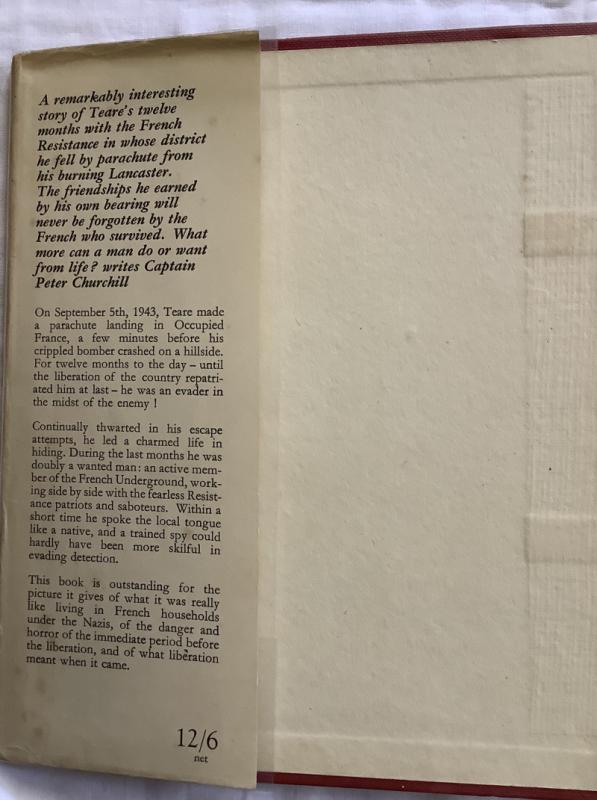 A remarkably interesting
story of Teare's twelve
months with the French
Resistance in whose district
he fell by parachute from
his burning Lancaster.
The friendships he earned
by his own bearing will
never be forgotten by the
French who survived. What
more can a man do or want
from life? writes Captain
Peter Churchill
On September 5th, 1943, Teare made
a parachute landing in Occupied
France, a few minutes before his
crippled bomber crashed on a hillside.
For twelve months to the day – until
the liberation of the country repatri-
ated him at last – he was an evader in
the midst of the enemy !
Continually thwarted in his escape
attempts, he led a charmed life in
hiding. During the last months he was
doubly a wanted man: an active mem-
ber of the French Underground, work-
ing side by side with the fearless Resist-
ance patriots and saboteurs. Within a
short time he spoke the local tongue
like a native, and a trained spy could
hardly have been more skilful in
evading detection.
This book is outstanding for the
picture it gives of what it was really
like living in French households
under the Nazis, of the danger and
horror of the immediate period before
the liberation, and of what liberation
meant when it came.
12/6
net